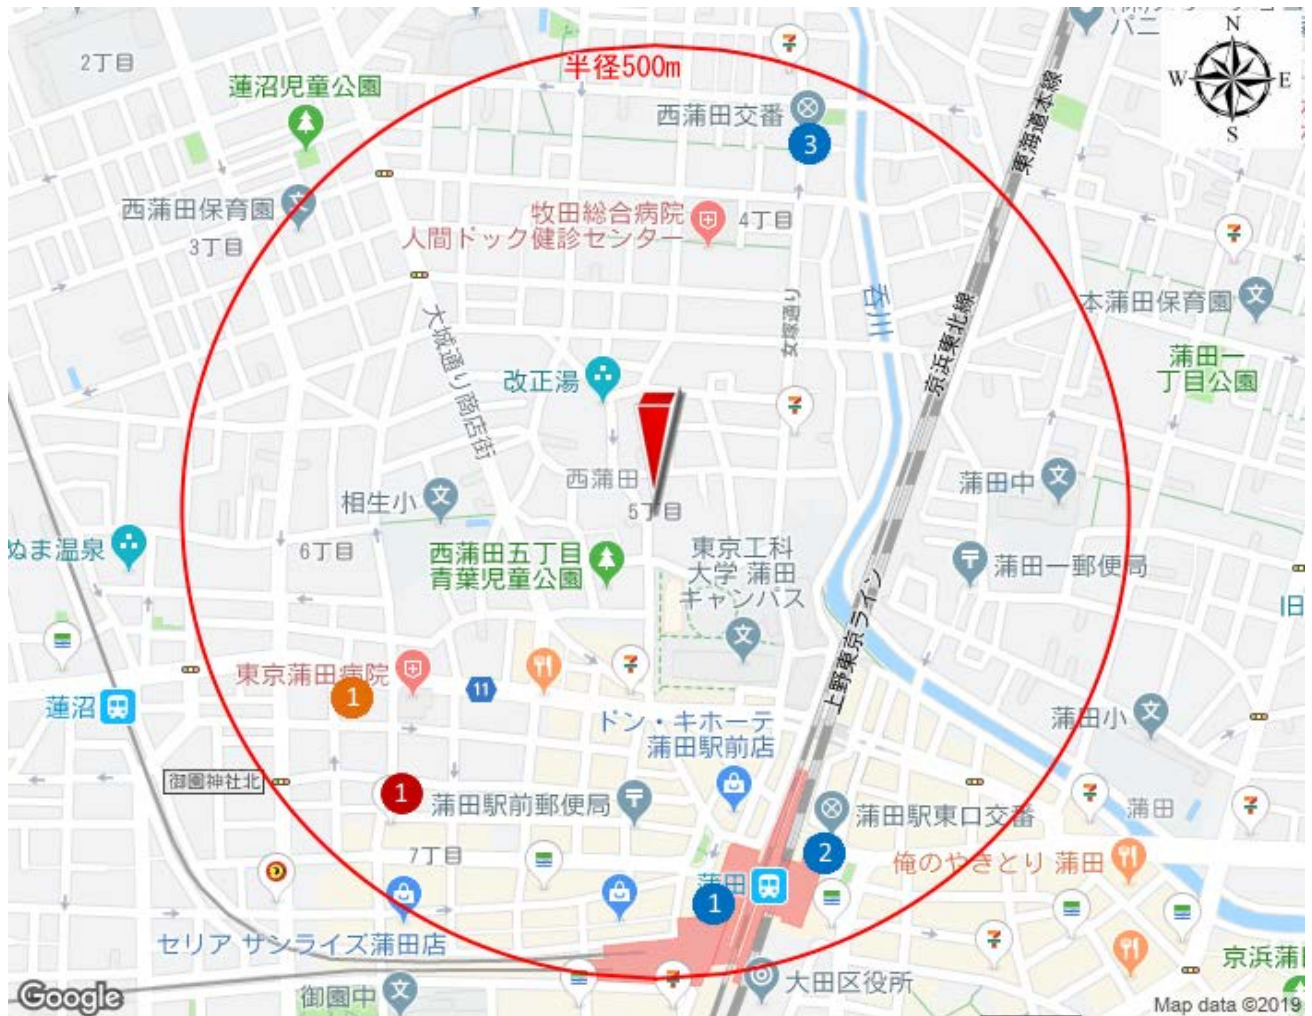 パニ
N
W
E
S
半径500m
2丁目
蓮沼児童公園
西蒲田交番
3
東海道本線
西蒲田保育園
3丁目
牧田総合病院
人間ドック健診センター
4丁目
呑川
女塚通り
京浜東北線
本蒲田保育園
大城通り商店街
蒲田一
丁目公園
改正湯
西蒲田
5丁目
相生小
蒲田中
ぬま温泉
6丁目
西蒲田五丁目
青葉児童公園
東京工科
大学 蒲田
キャンパス
蒲田一郵便局
旧
上野東京ライン
東京蒲田病院
1
11
蓮沼
ドン・キホーテ
蒲田駅前店
蒲田小
御園神社北
1
蒲田駅前郵便局
蒲田駅東口交番
蒲田
7丁目
2
俺のやきとり 蒲田
蒲田
1
セリア サンライズ蒲田店
京浜蒲
御園中
大田区役所
Google
Map data ©2019